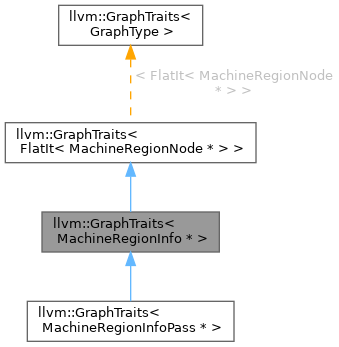 llvm::GraphTraits<
GraphType >
< FlatIt< MachineRegionNode
* > >
llvm::GraphTraits<
FlatIt< MachineRegionNode * > >
llvm::GraphTraits<
MachineRegionInfo * >
llvm::GraphTraits<
MachineRegionInfoPass * >